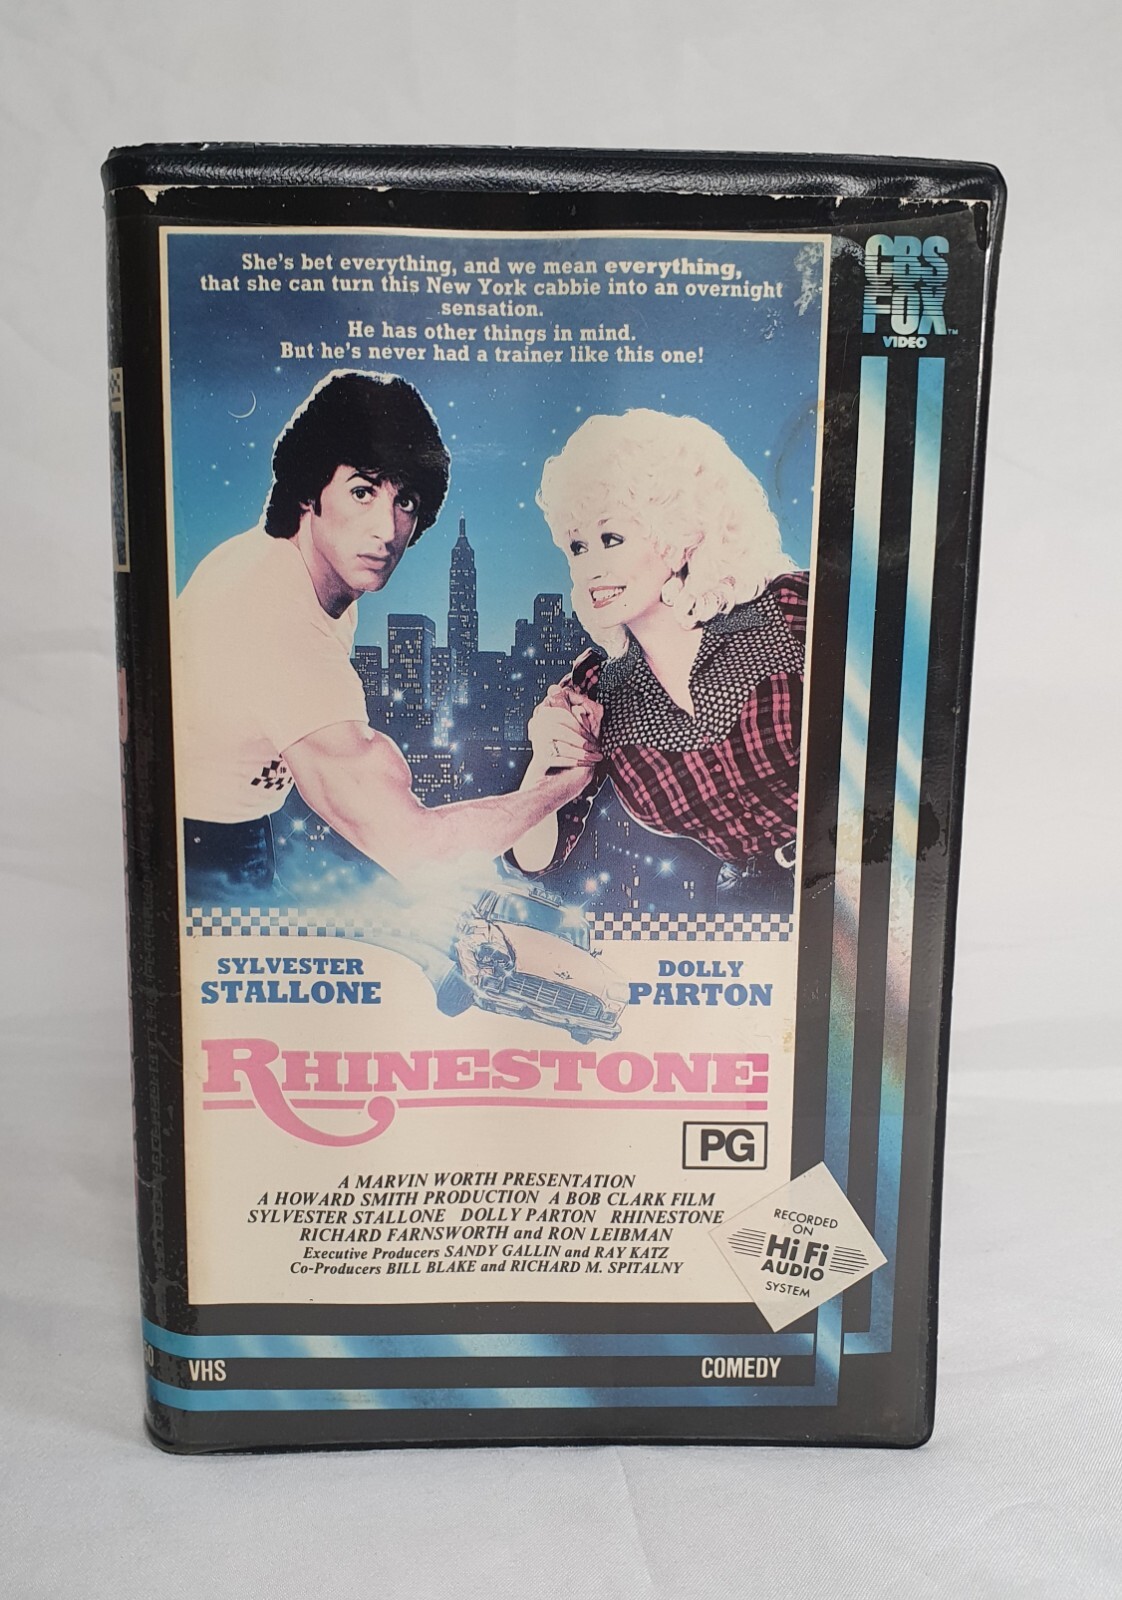 She's bet everything, and we mean everything,
that she can turn this New York cabbie into an overnight
sensation.
He has other things in mind.
But he's never had a trainer like this one!
CBS
FOX™
VIDEO
TAXI
SYLVESTER
STALLONE
DOLLY
PARTON
RHINESTONE
PG
A MARVIN WORTH PRESENTATION
A HOWARD SMITH PRODUCTION A BOB CLARK FILM
SYLVESTER STALLONE DOLLY PARTON RHINESTONE
RICHARD FARNSWORTH and RON LEIBMAN
Executive Producers SANDY GALLIN and RAY KATZ
Co-Producers BILL BLAKE and RICHARD M. SPITALNY
RECORDED
ON
Hi Fi
AUDIO
SYSTEM
VHS
COMEDY